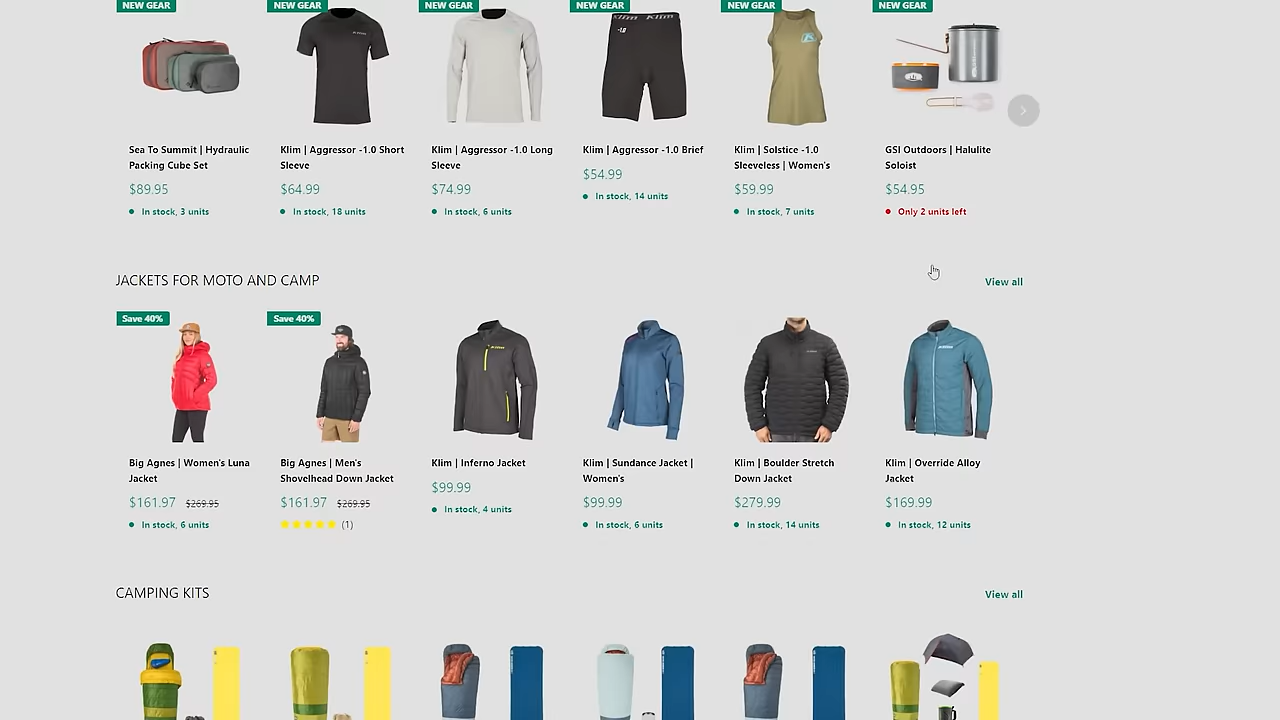 NEW GEAR
NEW GEAR
NEW GEAR
NEW GEAR
NEW GEAR
NEW GEAR
Sea To Summit | Hydraulic
Packing Cube Set
$89.95
In stock, 3 units
Klim | Aggressor -1.0 Short
Sleeve
$64.99
In stock, 18 units
Klim | Aggressor -1.0 Long
Sleeve
$74.99
In stock, 6 units
Klim Klim
-1.0
Klim | Aggressor -1.0 Brief
$54.99
In stock, 14 units
Klim | Solstice -1.0
Sleeveless | Women's
$59.99
In stock, 7 units
GSI Outdoors | Halulite
Soloist
$54.95
Only 2 units left
JACKETS FOR MOTO AND CAMP
View all
Save 40%
Big Agnes | Women's Luna
Jacket
$161.97 $269.95
In stock, 6 units
Save 40%
Big Agnes | Men's
Shovelhead Down Jacket
$161.97 $269.95
(1)
Klim | Inferno Jacket
$99.99
In stock, 4 units
Klim | Sundance Jacket |
Women's
$99.99
In stock, 6 units
Klim | Boulder Stretch
Down Jacket
$279.99
In stock, 14 units
Klim | Override Alloy
Jacket
$169.99
In stock, 12 units
CAMPING KITS
View all